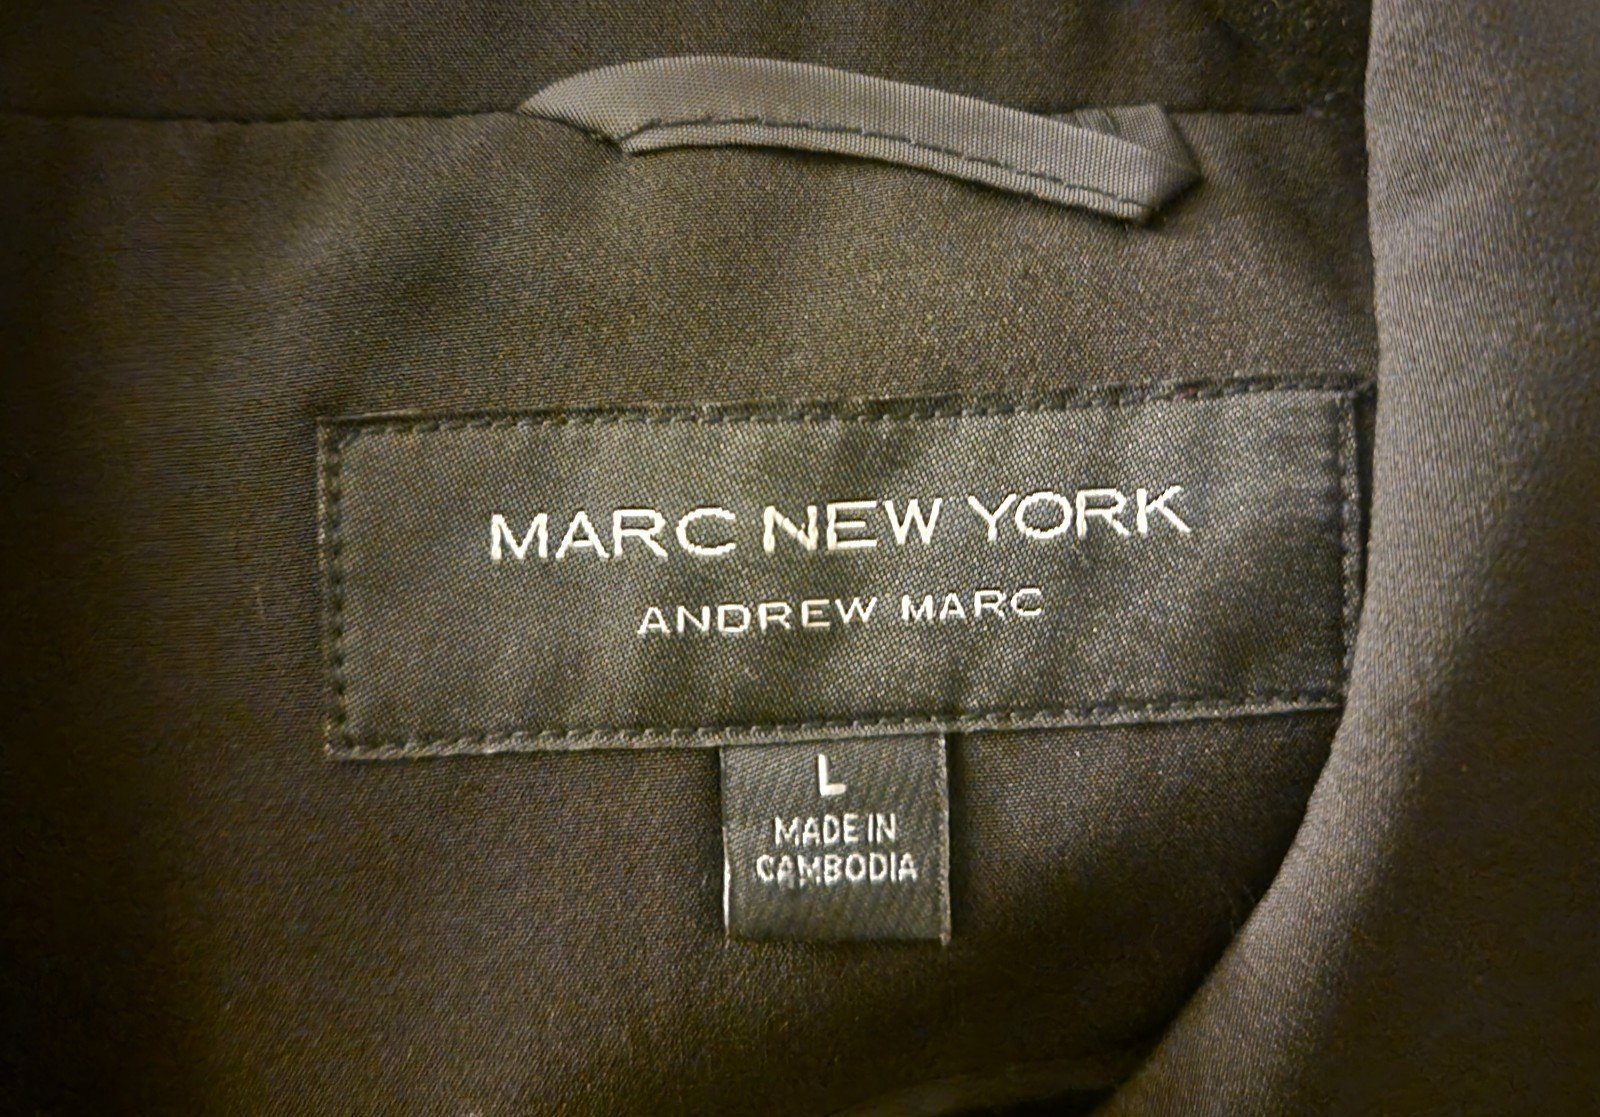 MARC NEW YORK
ANDREW MARC
L
MADE IN
CAMBODIA